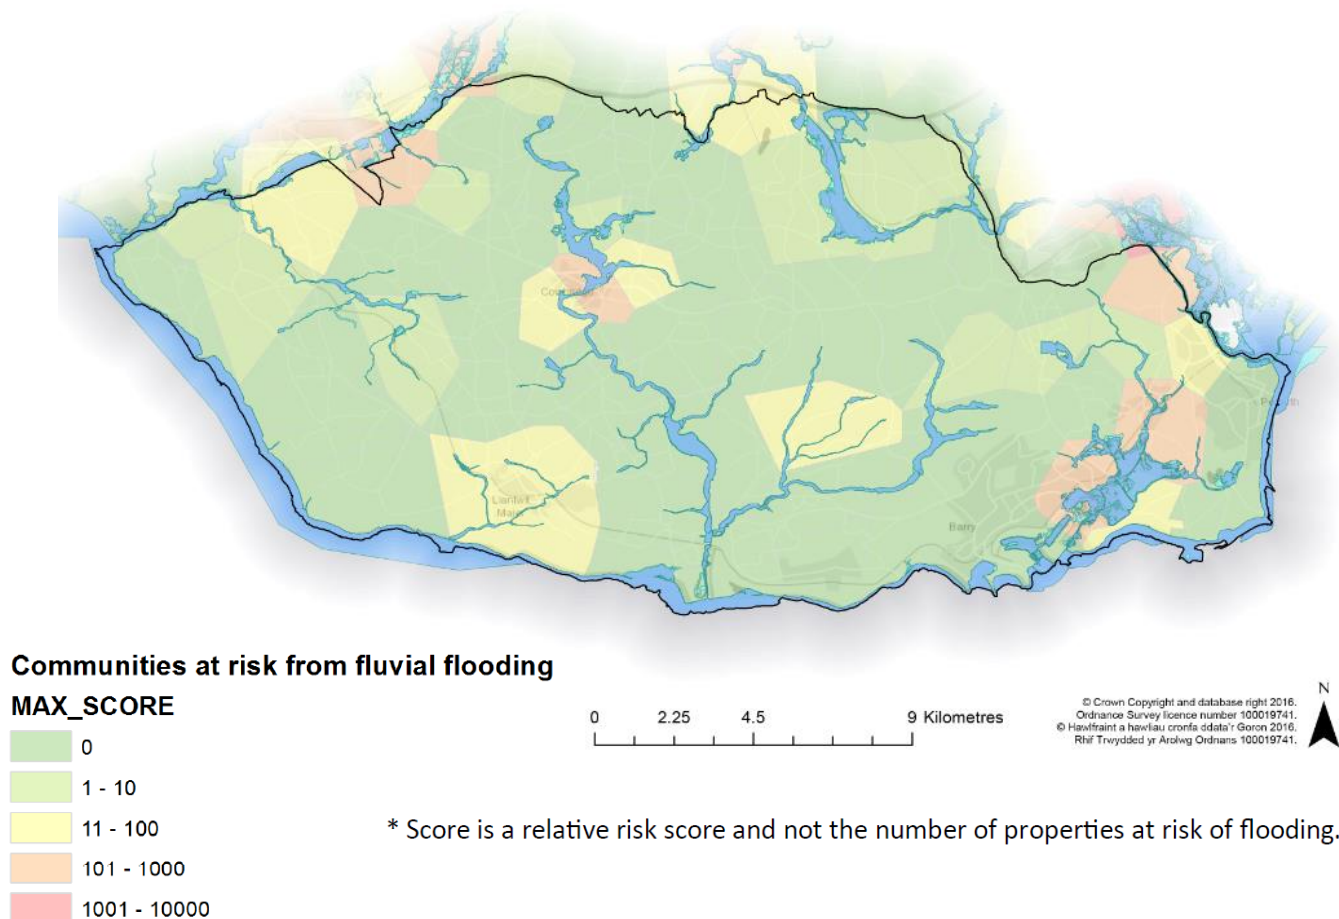 Llantwit
Major
Barry
Communities at risk from fluvial flooding
MAX_SCORE
0
1 - 10
11 - 100
101 - 1000
1001 - 10000
0 2.25 4.5 9 Kilometres
© Crown Copyright and database right 2016.
Ordnance Survey licence number 100019741.
© Hawlfraint a hawliau cronfa ddata'r Goron 2016.
Rhif Trwydded yr Arolwg Ordnans 100019741.
N
* Score is a relative risk score and not the number of properties at risk of flooding.